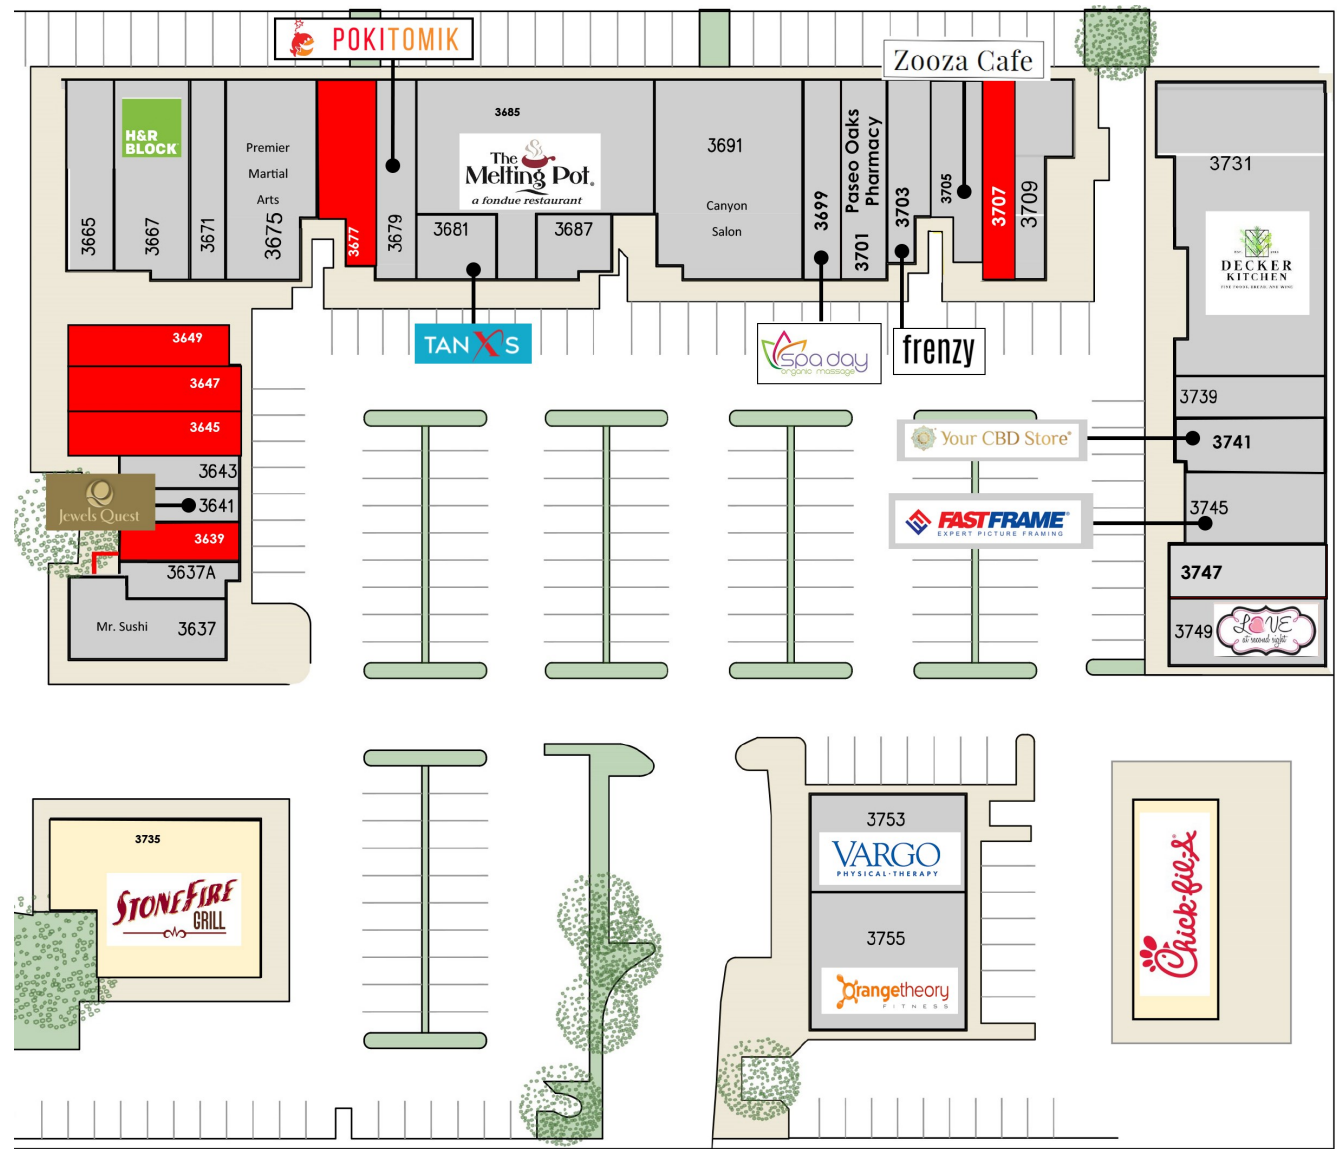 POKITOMIK
Zooza Cafe
H&R
BLOCK
3665
3667
3671
Premier
Martial
Arts
3675
3677
3679
3685
The
Melting Pot.
a fondue restaurant
3681
3687
TAN X S
3691
Canyon
Salon
3699
spa day
organic massage
Paseo Oaks
Pharmacy
3701
3703
frenzy
3705
3707
3709
3731
DECKER
KITCHEN
3739
3741
Your CBD Store
3745
FASTFRAME
EXPERT PICTURE FRAMING
3747
3749
LOVE
at second sight
3649
3647
3645
3643
3641
Jewels Quest
3639
3637A
Mr. Sushi
3637
3735
STONEFIRE
GRILL
3753
VARGO
PHYSICAL·THERAPY
3755
Orangetheory
FITNESS
Chick-fil-A